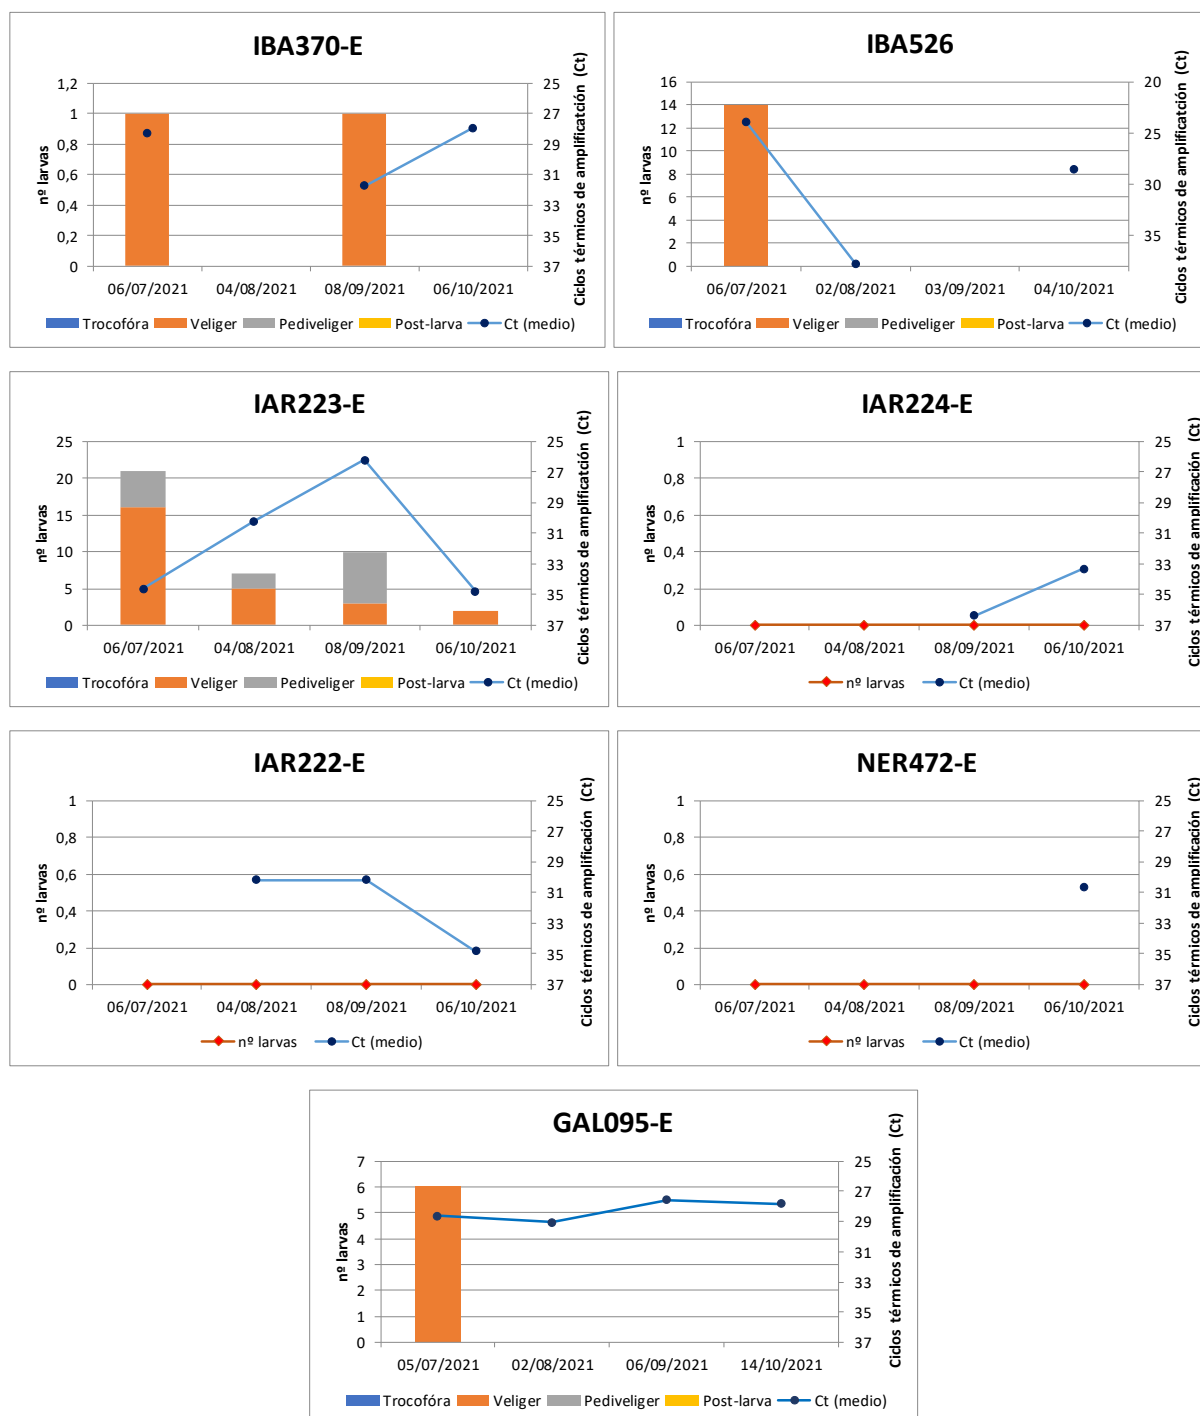 IBA370-E
1,2
1
0,8
0,6
0,4
0,2
0
nº larvas
25
27
29
31
33
35
37
Ciclos térmicos de amplificatción (Ct)
06/07/2021 04/08/2021 08/09/2021 06/10/2021
Trocofóra Veliger Pediveliger Post-larva Ct (medio)
IBA526
16
14
12
10
8
6
4
2
0
nº larvas
20
25
30
35
Ciclos térmicos de amplificación (Ct)
06/07/2021 02/08/2021 03/09/2021 04/10/2021
Trocofóra Veliger Pediveliger Post-larva Ct (medio)
IAR223-E
25
20
15
10
5
0
nº larvas
25
27
29
31
33
35
37
Ciclos térmicos de amplificatción (Ct)
06/07/2021 04/08/2021 08/09/2021 06/10/2021
Trocofóra Veliger Pediveliger Post-larva Ct (medio)
IAR224-E
1
0,8
0,6
0,4
0,2
0
nº larvas
25
27
29
31
33
35
37
Ciclos térmicos de amplificación (Ct)
06/07/2021 04/08/2021 08/09/2021 06/10/2021
nº larvas Ct (medio)
IAR222-E
1
0,8
0,6
0,4
0,2
0
nº larvas
25
27
29
31
33
35
37
Ciclos térmicos de amplificación (Ct)
06/07/2021 04/08/2021 08/09/2021 06/10/2021
nº larvas Ct (medio)
NER472-E
1
0,8
0,6
0,4
0,2
0
nº larvas
25
27
29
31
33
35
37
Ciclos térmicos de amplificación (Ct)
06/07/2021 04/08/2021 08/09/2021 06/10/2021
nº larvas Ct (medio)
GAL095-E
7
6
5
4
3
2
1
0
nº larvas
25
27
29
31
33
35
37
Ciclos térmicos de amplificación (Ct)
05/07/2021 02/08/2021 06/09/2021 14/10/2021
Trocofóra Veliger Pediveliger Post-larva Ct (medio)